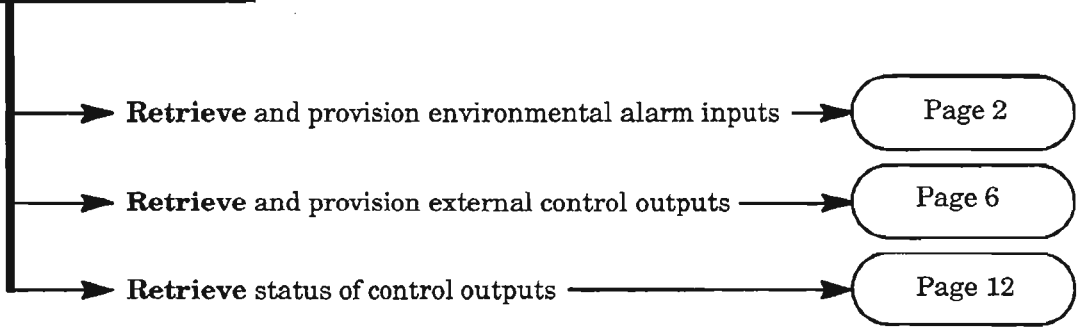 Retrieve and provision environmental alarm inputs Page 2
Retrieve and provision external control outputs Page 6
Retrieve status of control outputs Page 12